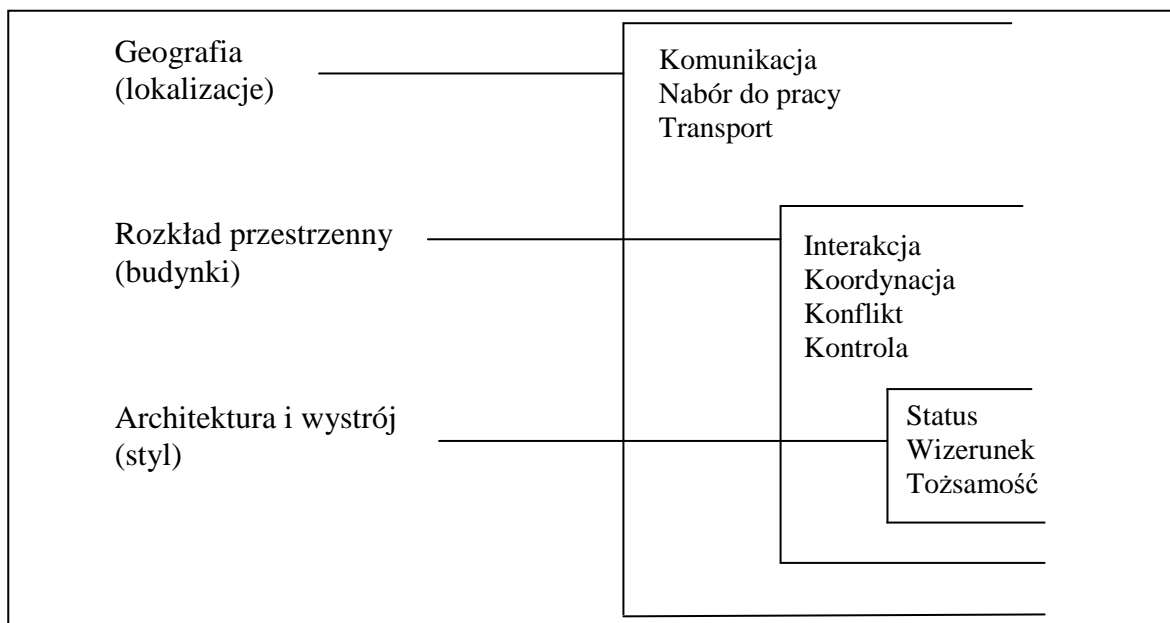 Geografia
(lokalizacje)
Komunikacja
Nabór do pracy
Transport
Rozkład przestrzenny
(budynki)
Interakcja
Koordynacja
Konflikt
Kontrola
Architektura i wystrój
(styl)
Status
Wizerunek
Tożsamość